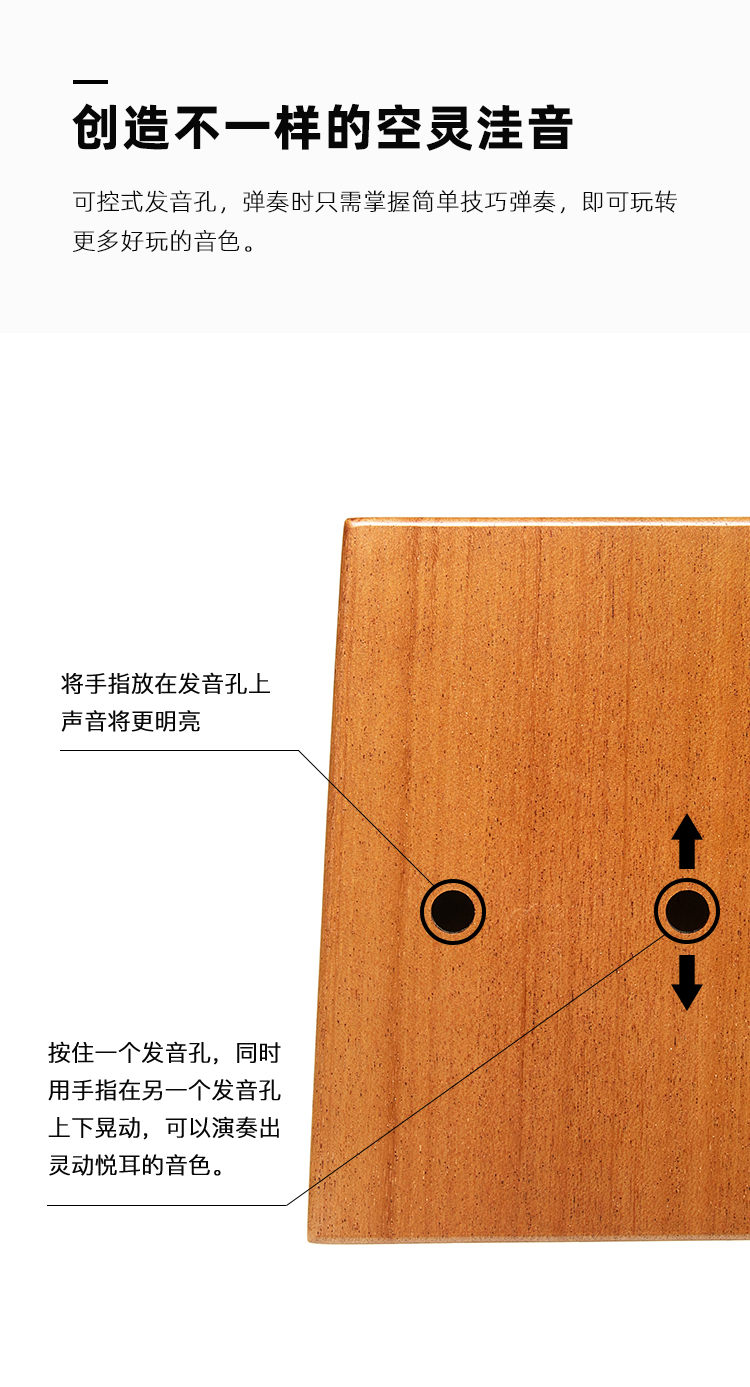 创造不一样的空灵洼音
可控式发音孔，弹奏时只需掌握简单技巧弹奏，即可玩转
更多好玩的音色。
将手指放在发音孔上
声音将更明亮
按住一个发音孔，同时
用手指在另一个发音孔
上下晃动，可以演奏出
灵动悦耳的音色。